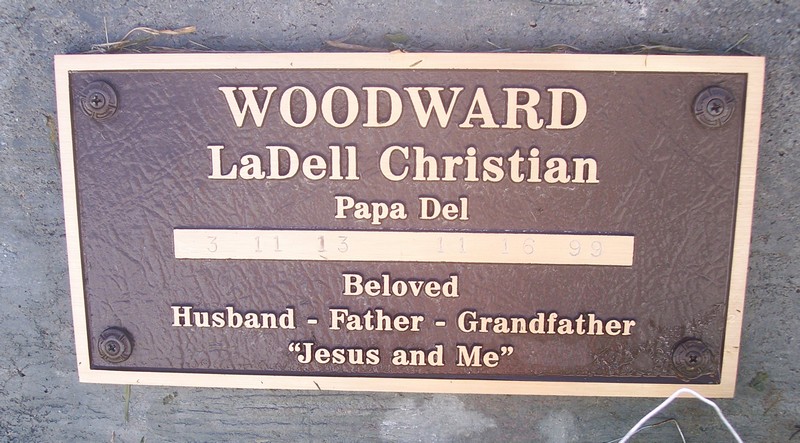 WOODWARD
LaDell Christian
Papa Del
3 11 13 11 16 99
Beloved
Husband - Father - Grandfather
“Jesus and Me”